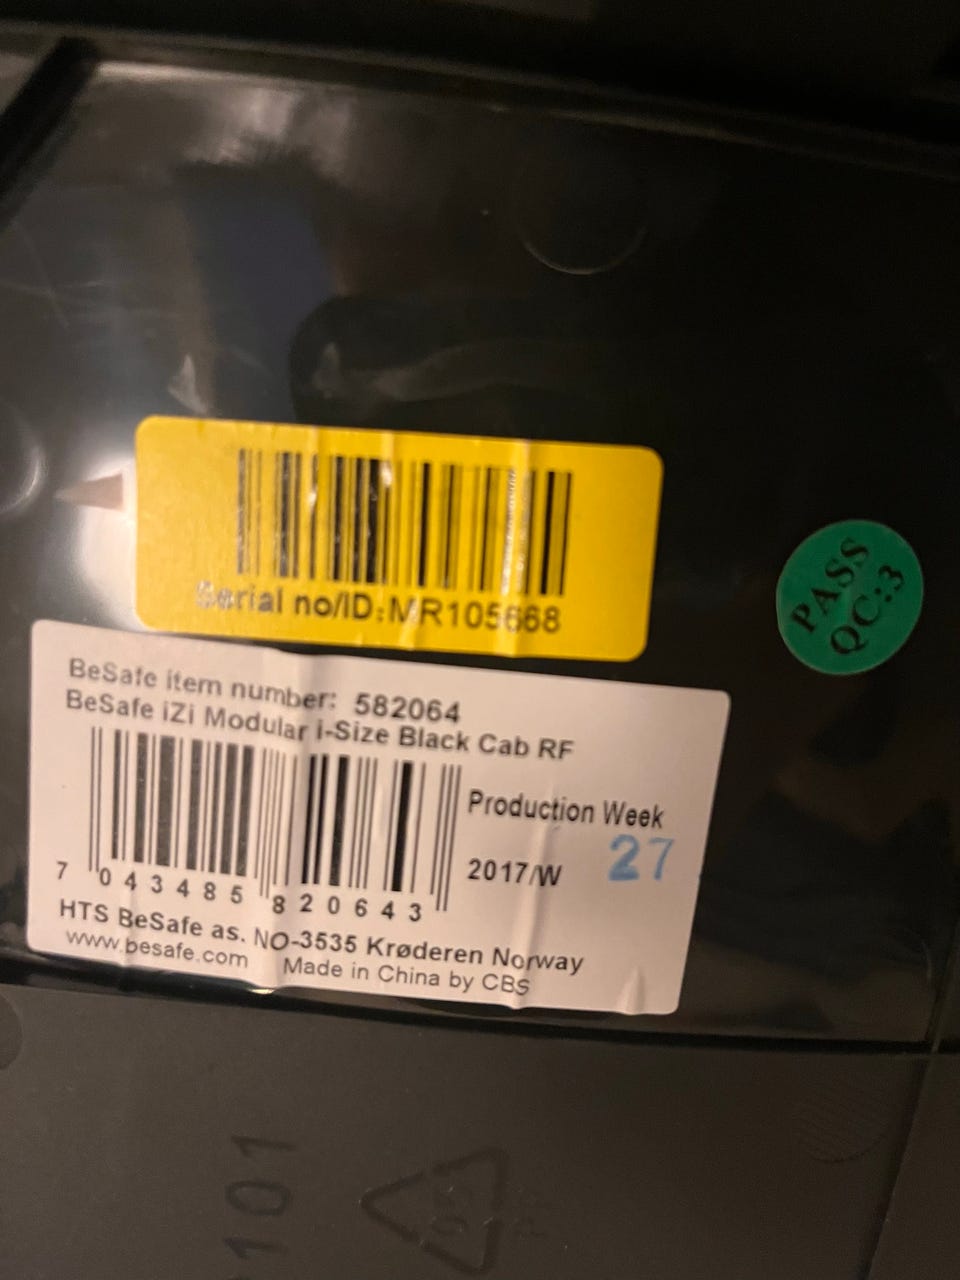 Serial no/ID:MR105668
PASS
QC:3
BeSafe item number: 582064
BeSafe iZi Modular i-Size Black Cab RF
Production Week
2017/W 27
7 043485 820643
HTS BeSafe as. NO-3535 Krøderen Norway
www.besafe.com Made in China by CBS
101